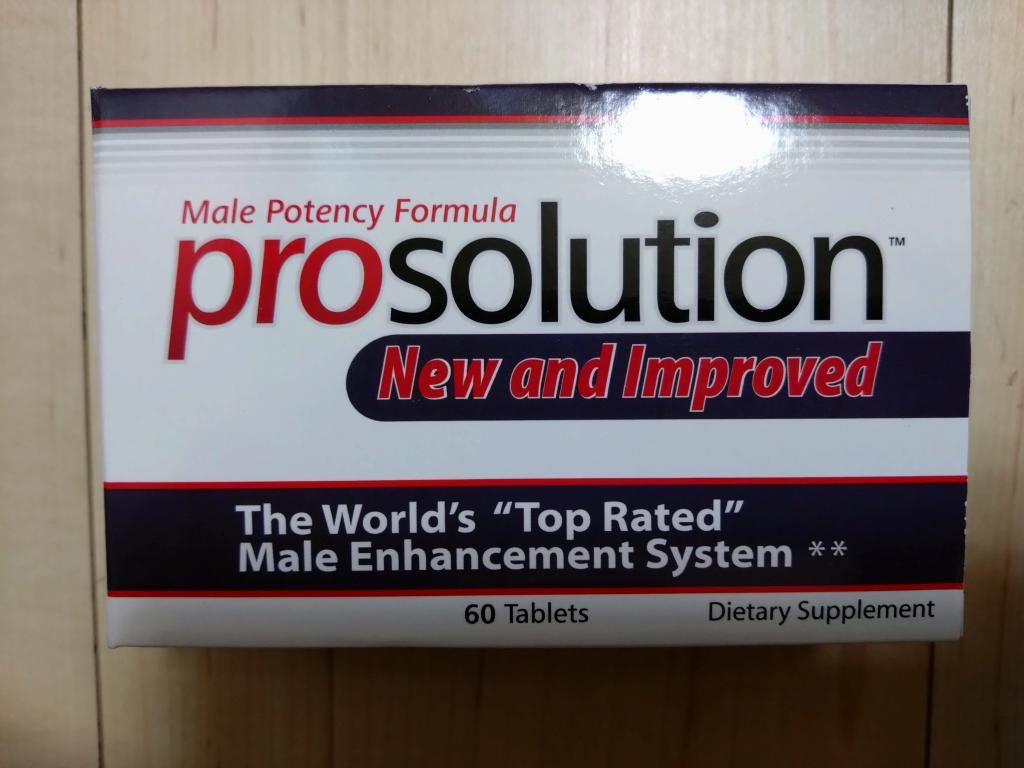 Male Potency Formula
prosolution™
New and Improved
The World's “Top Rated”
Male Enhancement System **
60 Tablets
Dietary Supplement